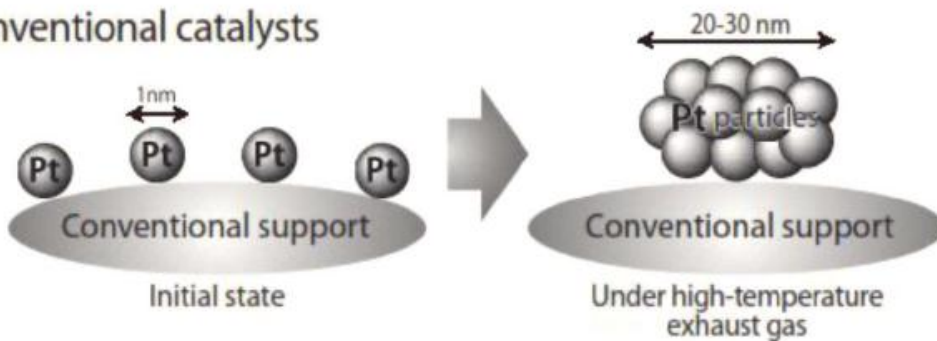 nventional catalysts
20-30 nm
1nm
Pt Pt Pt Pt
Pt particles
Conventional support
Conventional support
Initial state
Under high-temperature
exhaust gas